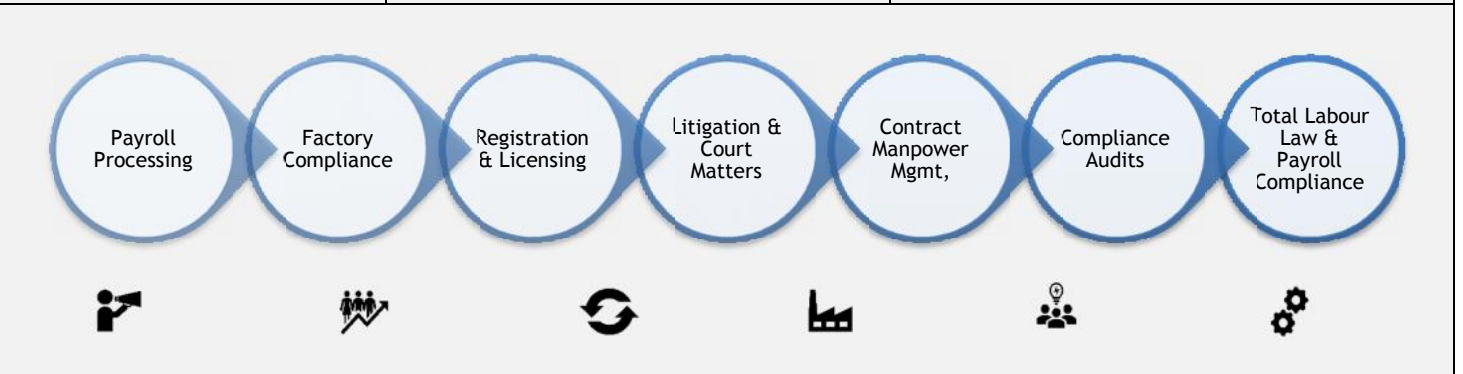 Payroll
Processing
Factory
Compliance
Registration
& Licensing
Litigation &
Court
Matters
Contract
Manpower
Mgmt,
Compliance
Audits
Total Labour
Law &
Payroll
Compliance